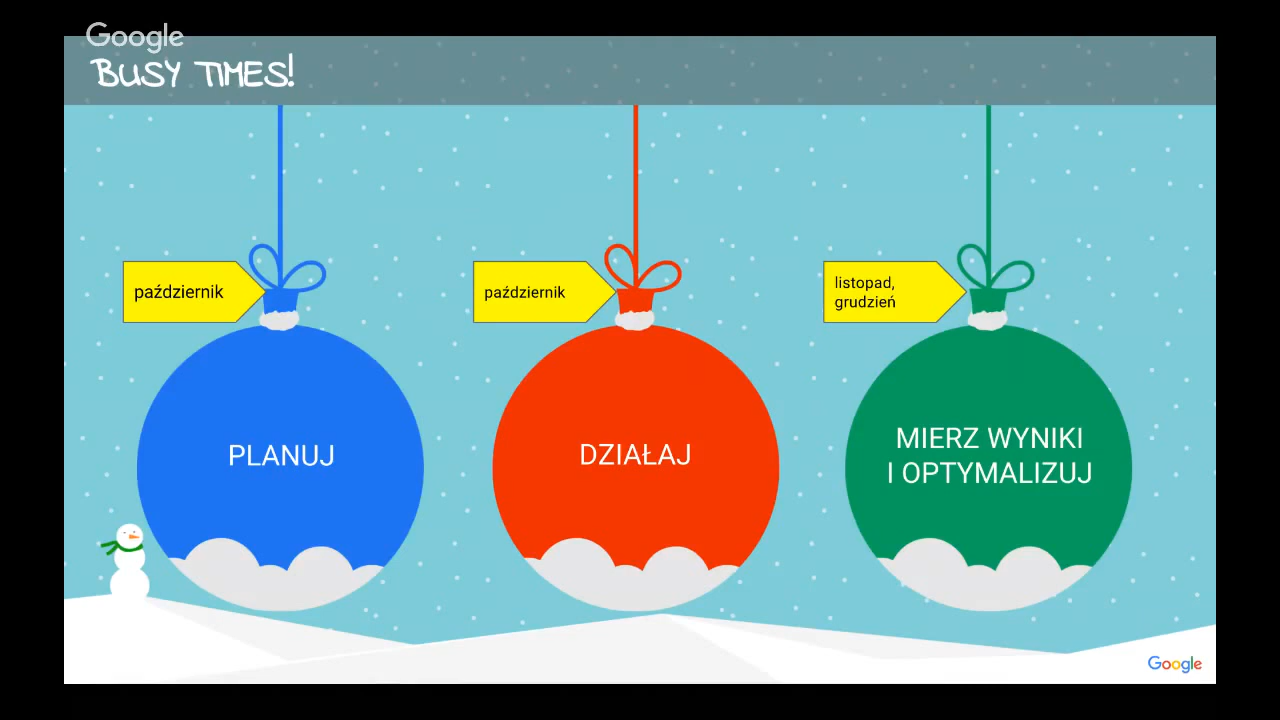 Google
BUSY TIMES!
październik
październik
listopad,
grudzień
PLANUJ
DZIAŁAJ
MIERZ WYNIKI
I OPTYMALIZUJ
Google